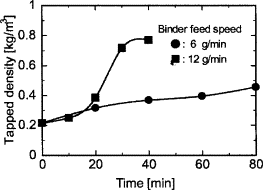 Tapped density [kg/m³]
1
0.8
0.6
0.4
0.2
0
Binder feed speed
●: 6 g/min
■: 12 g/min
0 20 40 60 80
Time [min]